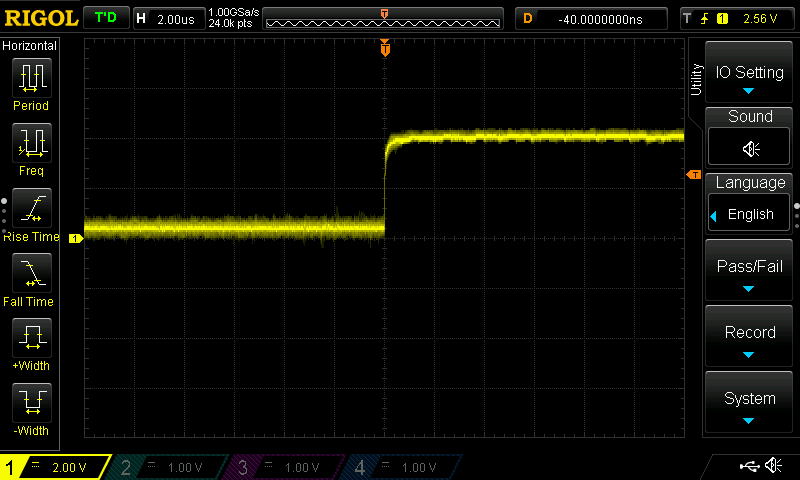 RIGOL T'D H 2.00us 1.00GSa/s 24.0k pts T D -40.0000000ns T 1 2.56 V
Horizontal
Period
Freq
Rise Time
Fall Time
+Width
-Width
T
1
T
Utility
IO Setting
Sound
Language
English
Pass/Fail
Record
System
1 = 2.00 V 2 = 1.00 V 3 = 1.00 V 4 = 1.00 V